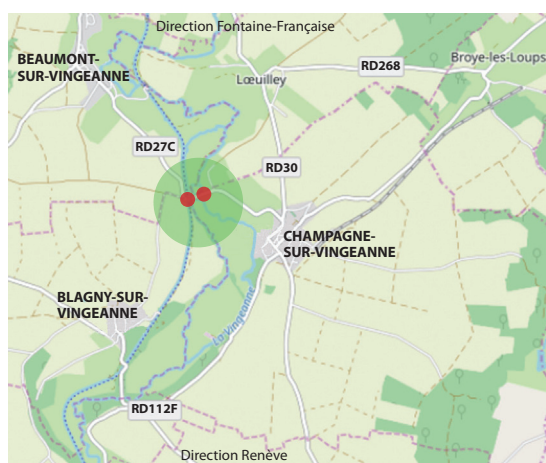 Direction Fontaine-Française
BEAUMONT-
SUR-VINGEANNE
RD268
Broye-les-Loups
Lœuilley
RD27C
RD30
CHAMPAGNE-
SUR-VINGEANNE
BLAGNY-SUR-
VINGEANNE
La Vingeanne
RD112F
Direction Renève